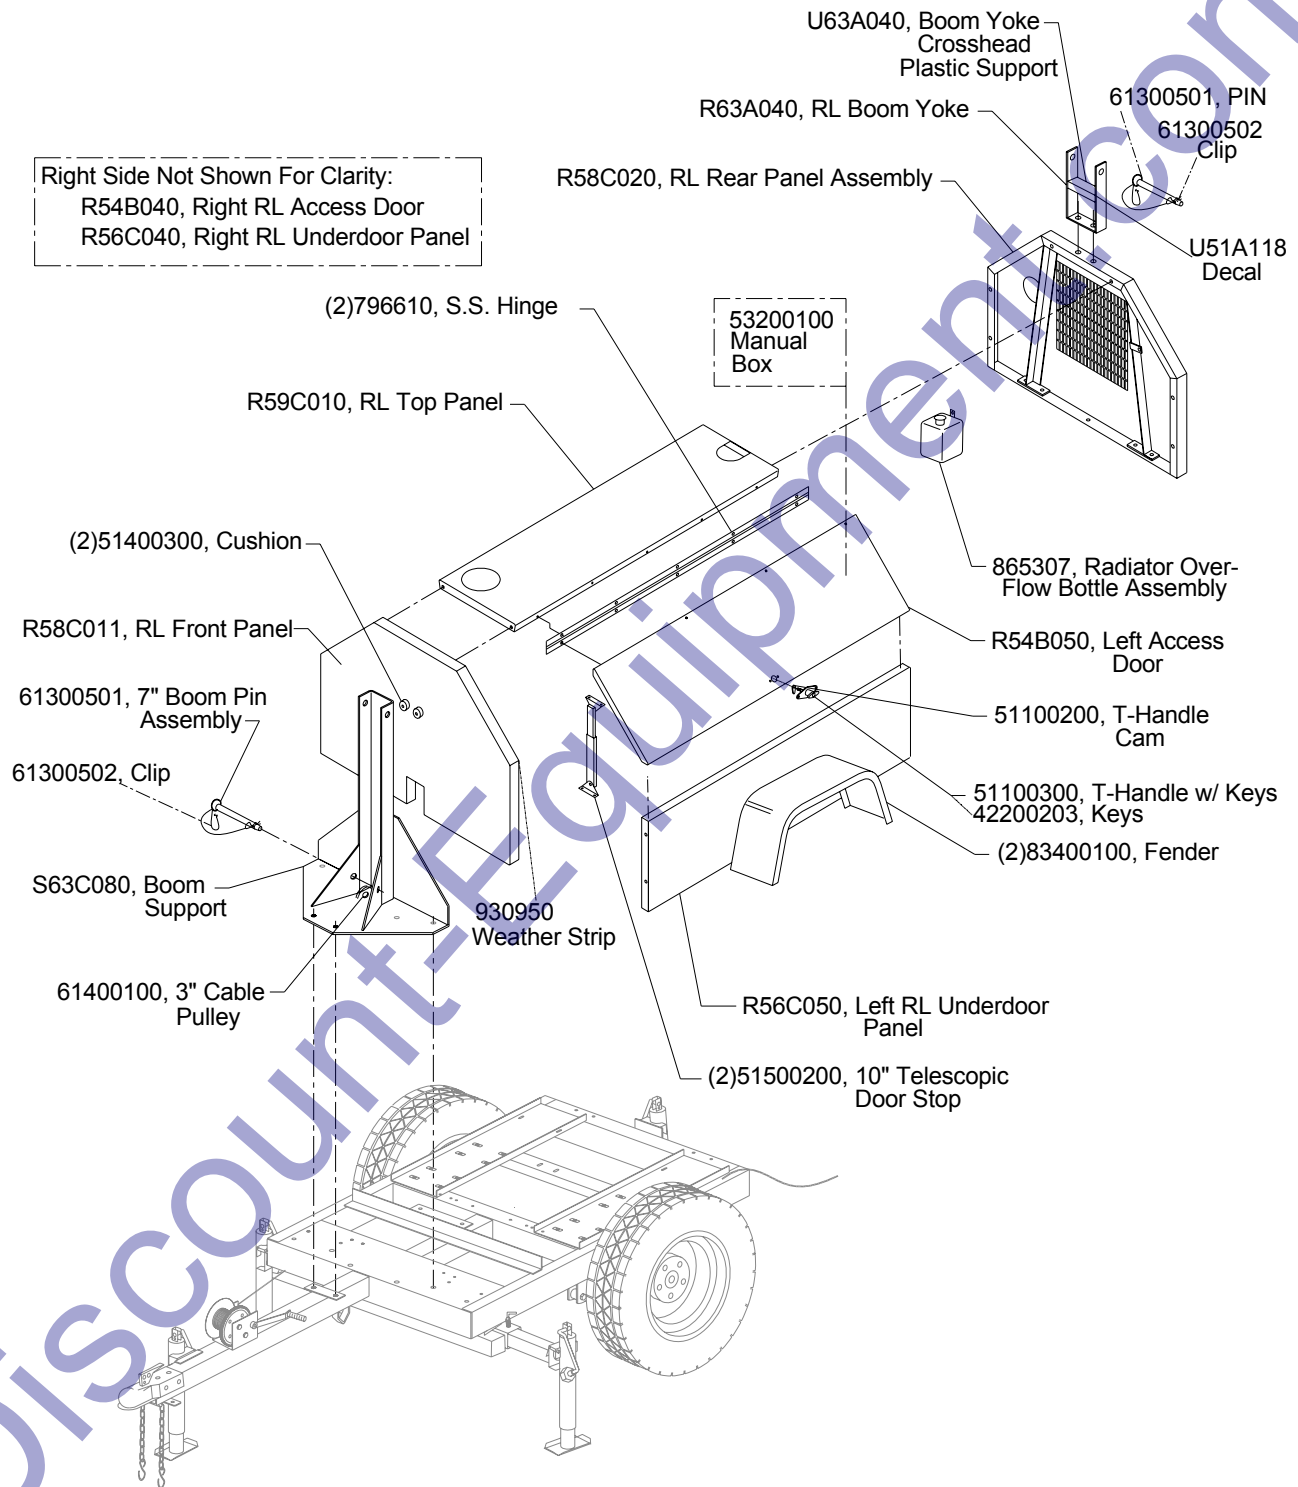 U63A040, Boom Yoke
Crosshead
Plastic Support
61300501, PIN
R63A040, RL Boom Yoke
61300502
Clip
Right Side Not Shown For Clarity:
R54B040, Right RL Access Door
R56C040, Right RL Underdoor Panel
R58C020, RL Rear Panel Assembly
U51A118
Decal
(2)796610, S.S. Hinge
53200100
Manual
Box
R59C010, RL Top Panel
(2)51400300, Cushion
865307, Radiator Over-
Flow Bottle Assembly
R58C011, RL Front Panel
R54B050, Left Access
Door
61300501, 7" Boom Pin
Assembly
51100200, T-Handle
Cam
61300502, Clip
51100300, T-Handle w/ Keys
42200203, Keys
(2)83400100, Fender
S63C080, Boom
Support
930950
Weather Strip
61400100, 3" Cable
Pulley
R56C050, Left RL Underdoor
Panel
(2)51500200, 10" Telescopic
Door Stop
Discount-Equipment.com